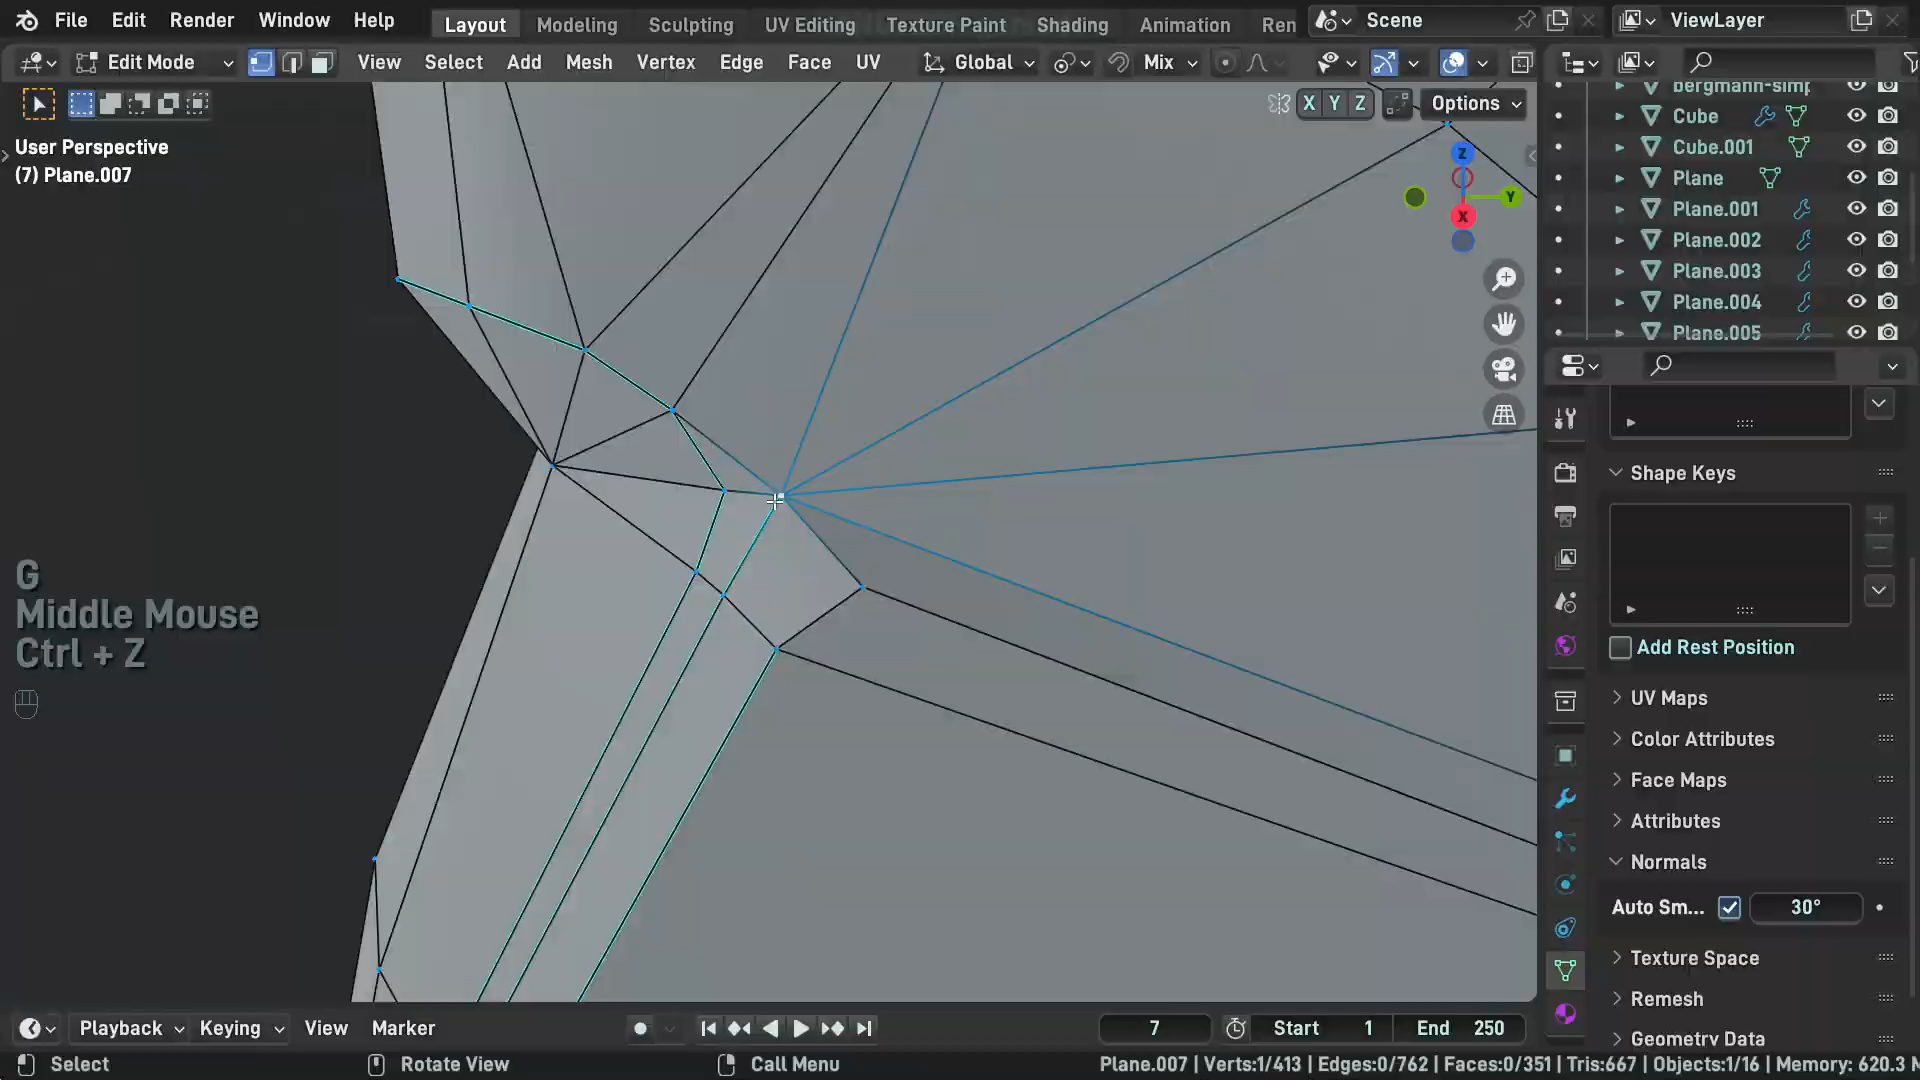 File Edit Render Window Help Layout Modeling Sculpting UV Editing Texture Paint Shading Animation Ren Scene ViewLayer
Edit Mode View Select Add Mesh Vertex Edge Face UV Global Mix
X Y Z Options
User Perspective
(7) Plane.007
Z
Y
X
bergmann-simp
Cube
Cube.001
Plane
Plane.001
Plane.002
Plane.003
Plane.004
Plane.005
Shape Keys
Add Rest Position
UV Maps
Color Attributes
Face Maps
Attributes
Normals
Auto Sm... 30°
Texture Space
Remesh
Geometry Data
G
Middle Mouse
Ctrl + Z
Playback Keying View Marker 7 Start 1 End 250
Select Rotate View Call Menu Plane.007 | Verts:1/413 | Edges:0/762 | Faces:0/351 | Tris:667 | Objects:1/16 | Memory: 620.3 M